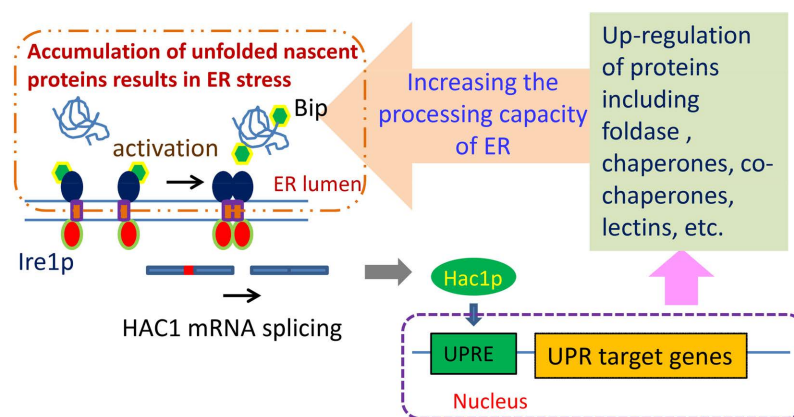 Accumulation of unfolded nascent
proteins results in ER stress
Bip
activation
ER lumen
Ire1p
HAC1 mRNA splicing
Increasing the
processing capacity
of ER
Up-regulation
of proteins
including
foldase ,
chaperones, co-
chaperones,
lectins, etc.
Hac1p
UPRE
UPR target genes
Nucleus